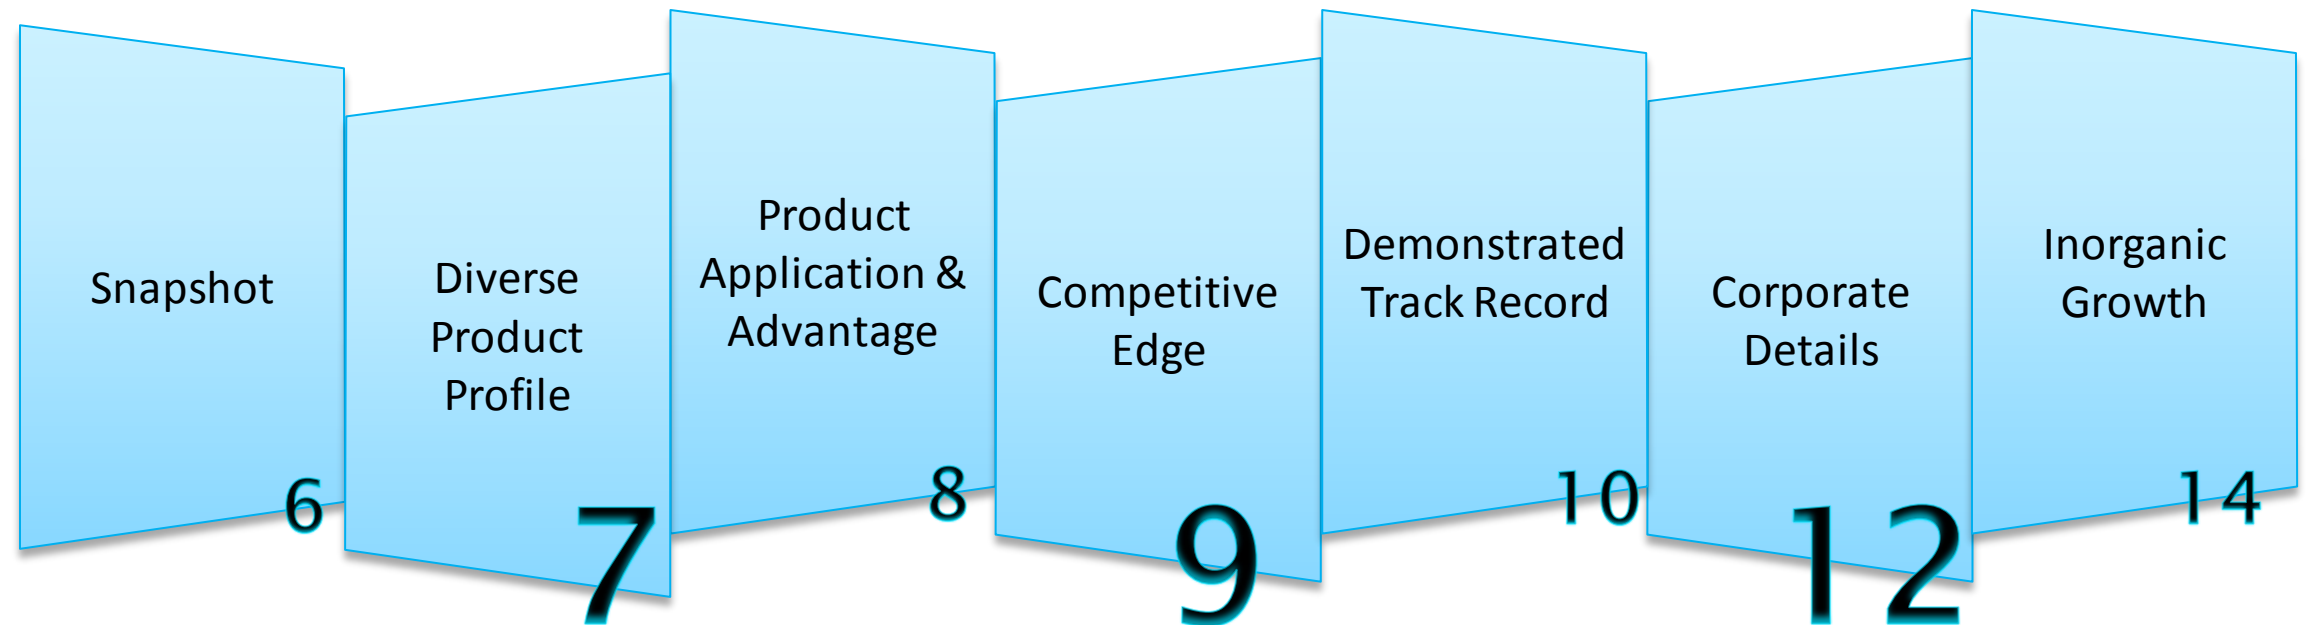 Snapshot
6
Diverse
Product
Profile
7
Product
Application &
Advantage
8
Competitive
Edge
9
Demonstrated
Track Record
10
Corporate
Details
12
Inorganic
Growth
14